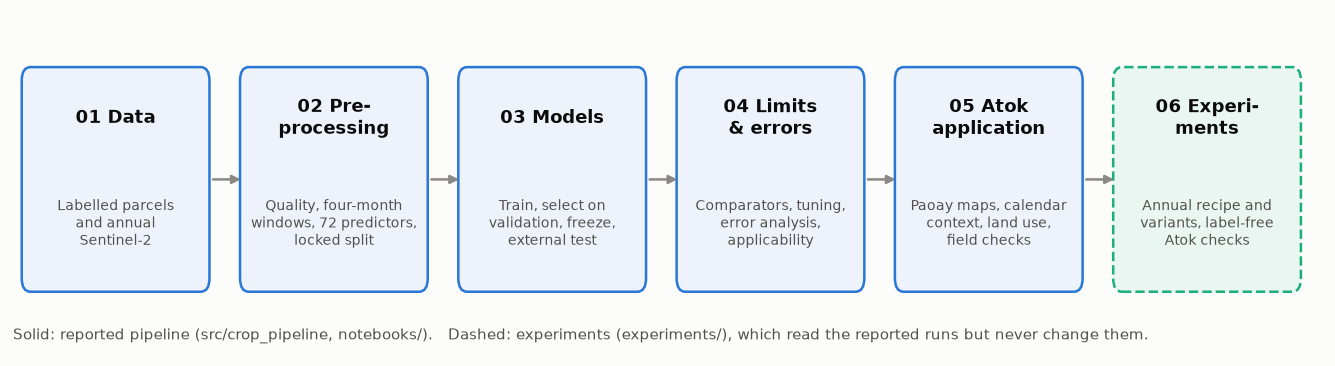 01 Data
Labelled parcels
and annual
Sentinel-2
02 Pre-
processing
Quality, four-month
windows, 72 predictors,
locked split
03 Models
Train, select on
validation, freeze,
external test
04 Limits
& errors
Comparators, tuning,
error analysis,
applicability
05 Atok
application
Paoay maps, calendar
context, land use,
field checks
06 Experi-
ments
Annual recipe and
variants, label-free
Atok checks
Solid: reported pipeline (src/crop_pipeline, notebooks/).   Dashed: experiments (experiments/), which read the reported runs but never change them.